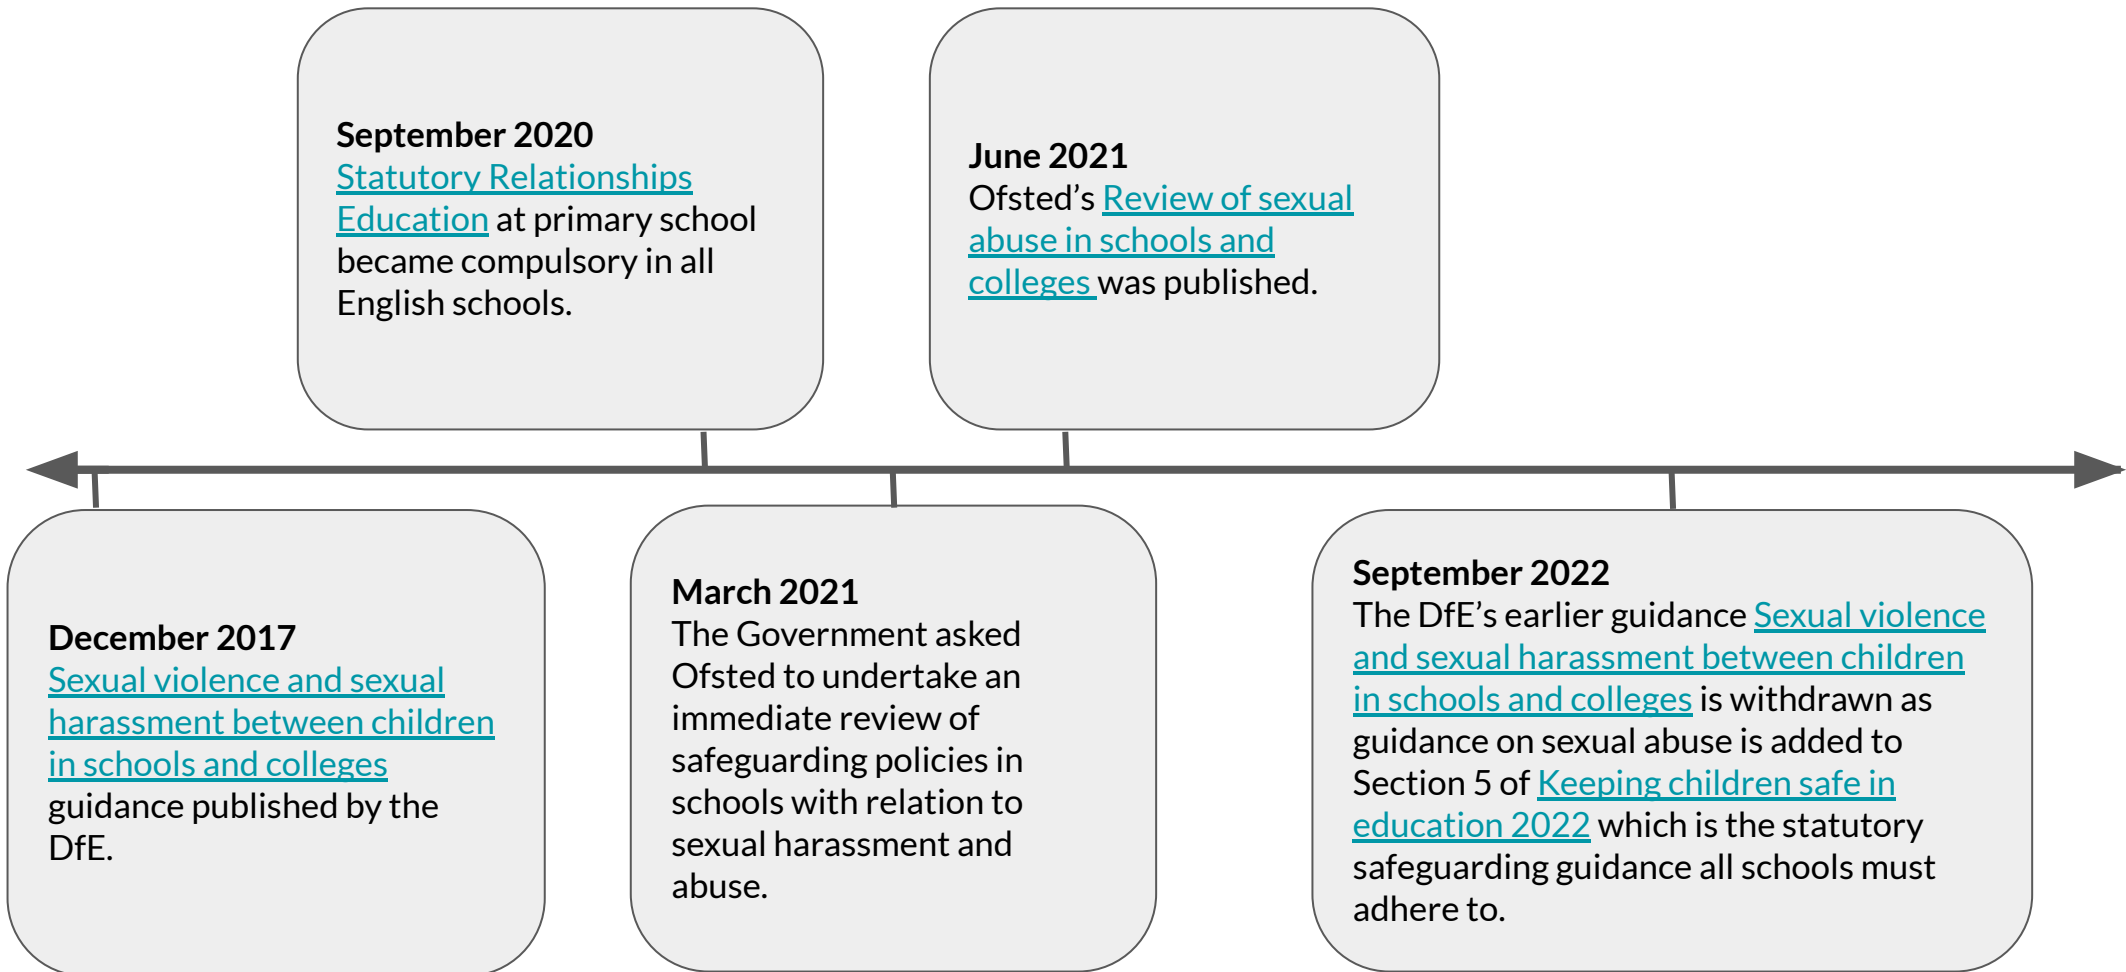 September 2020
Statutory Relationships
Education at primary school
became compulsory in all
English schools.
June 2021
Ofsted’s Review of sexual
abuse in schools and
colleges was published.
December 2017
Sexual violence and sexual
harassment between children
in schools and colleges
guidance published by the
DfE.
March 2021
The Government asked
Ofsted to undertake an
immediate review of
safeguarding policies in
schools with relation to
sexual harassment and
abuse.
September 2022
The DfE’s earlier guidance Sexual violence
and sexual harassment between children
in schools and colleges is withdrawn as
guidance on sexual abuse is added to
Section 5 of Keeping children safe in
education 2022 which is the statutory
safeguarding guidance all schools must
adhere to.